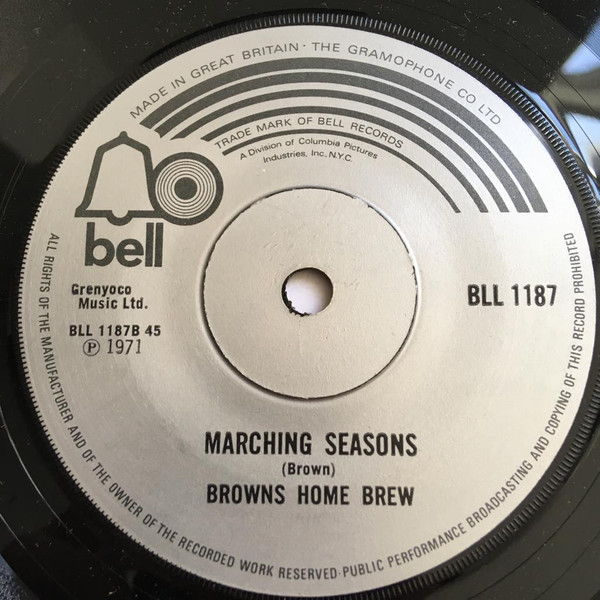 MADE IN GREAT BRITAIN · THE GRAMOPHONE CO LTD
TRADE MARK OF BELL RECORDS
A Division of Columbia Pictures
Industries, Inc. N.Y.C.
bell
Grenyoco
Music Ltd.
BLL 1187
BLL 1187B 45
Ⓟ 1971
MARCHING SEASONS
(Brown)
BROWNS HOME BREW
ALL RIGHTS OF THE MANUFACTURER AND OF THE OWNER OF THE RECORDED WORK RESERVED · PUBLIC PERFORMANCE BROADCASTING AND COPYING OF THIS RECORD PROHIBITED